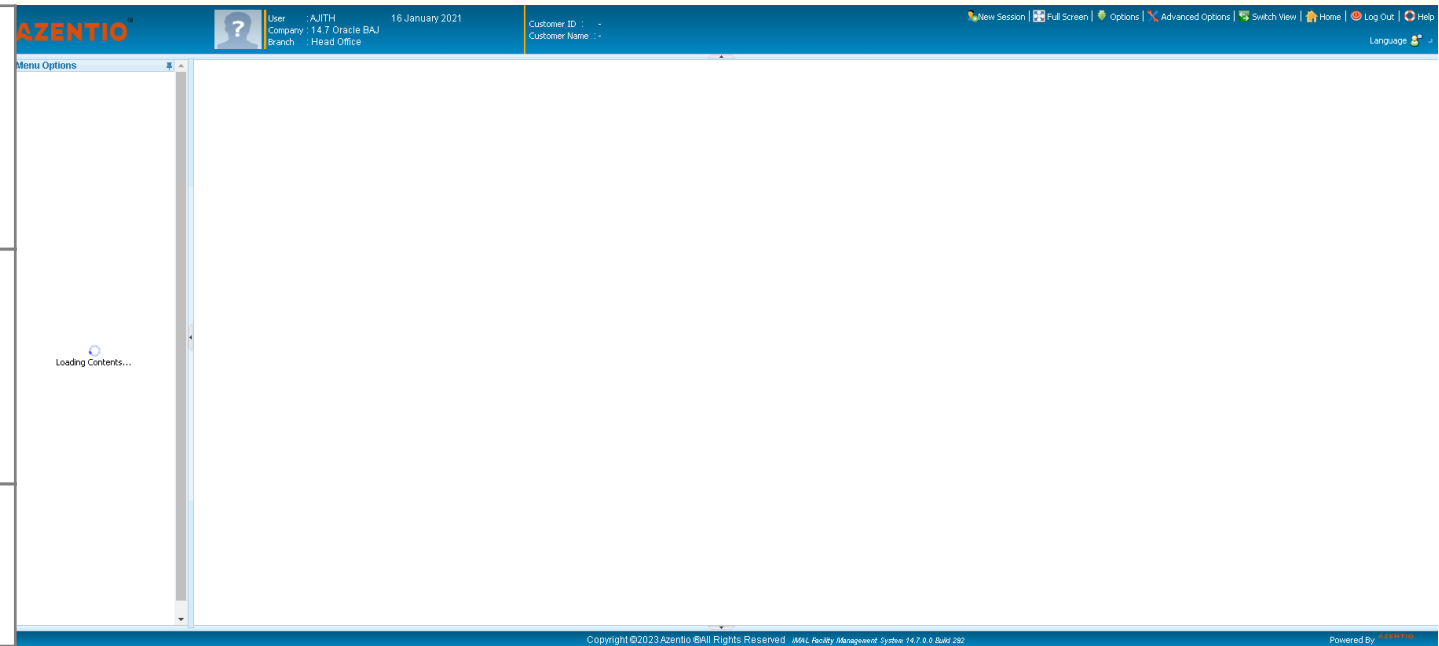 AZENTIO™
User : AJITH 16 January 2021
Company : 14.7 Oracle BAJ
Branch : Head Office
Customer ID : -
Customer Name : -
New Session | Full Screen | Options | Advanced Options | Switch View | Home | Log Out | Help
Language
Menu Options
?
Loading Contents...
Copyright ©2023 Azentio ®All Rights Reserved iMAL Facility Management System 14.7.0.0 Build 292
Powered By AZENTIO